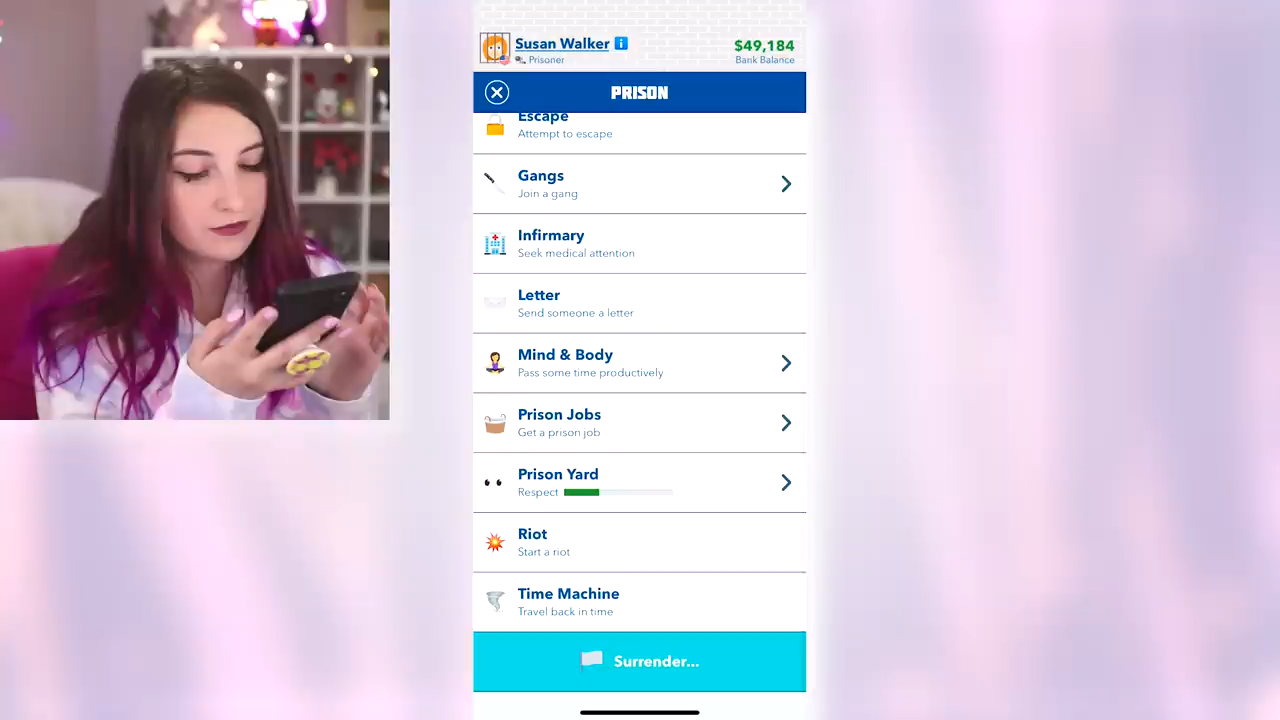 Susan Walker
Prisoner
$49,184
Bank Balance
PRISON
Escape
Attempt to escape
Gangs
Join a gang
Infirmary
Seek medical attention
Letter
Send someone a letter
Mind & Body
Pass some time productively
Prison Jobs
Get a prison job
Prison Yard
Respect
Riot
Start a riot
Time Machine
Travel back in time
Surrender...